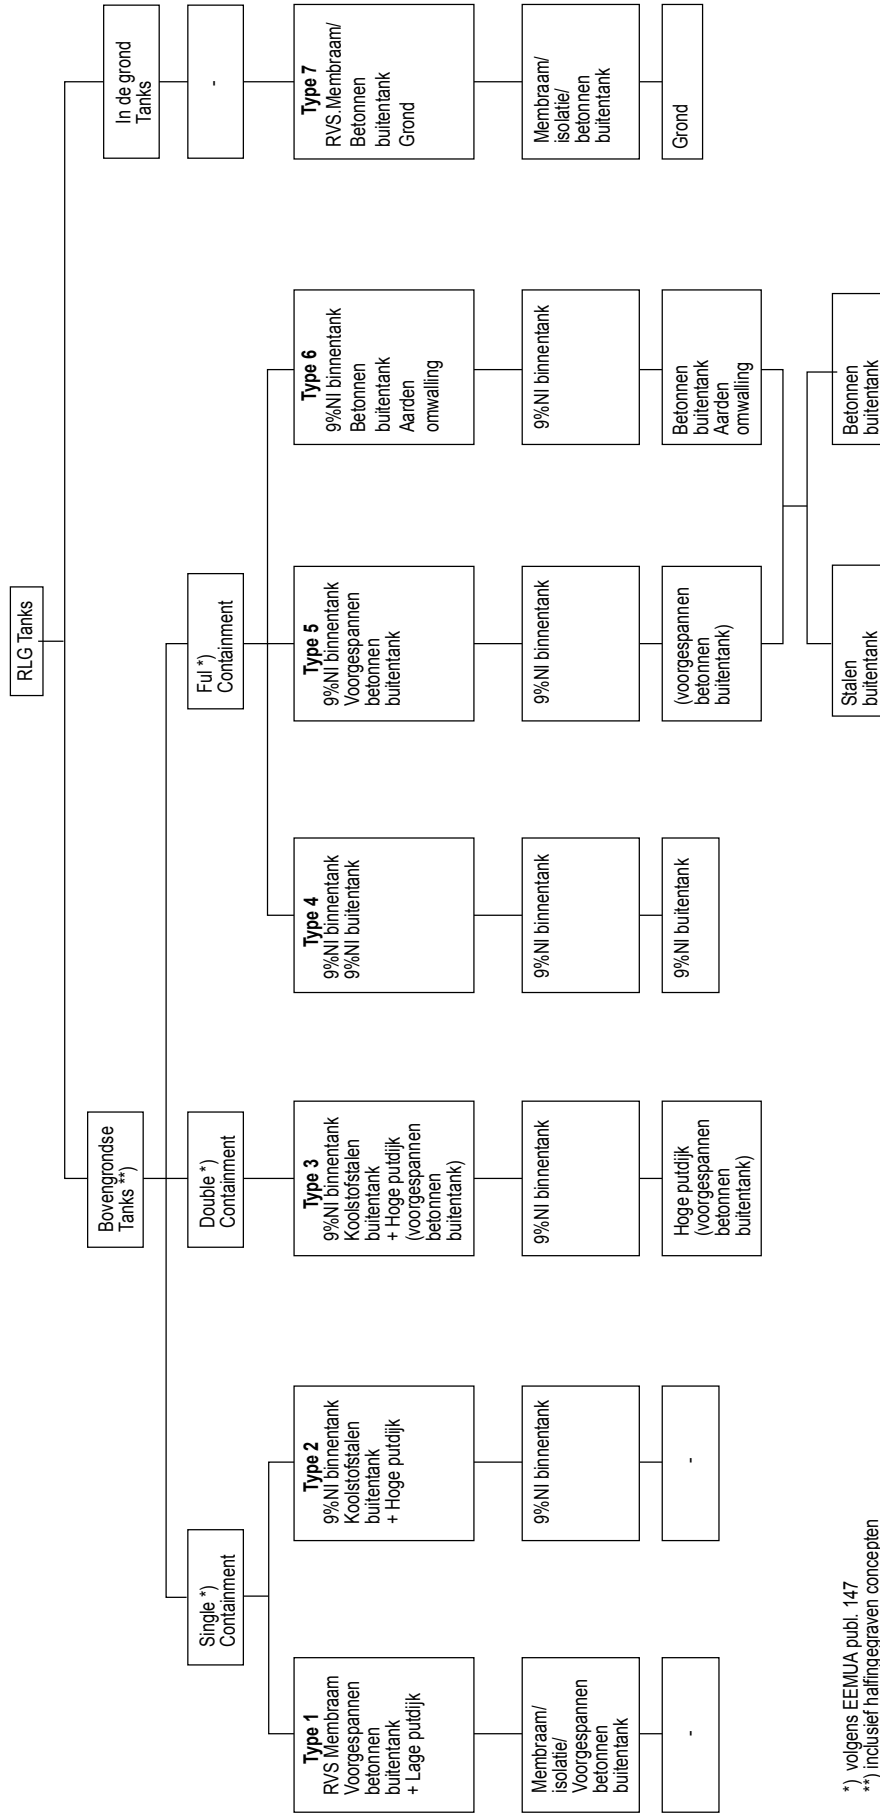 RLG Tanks
Bovengrondse
Tanks **)
In de grond
Tanks
Single *)
Containment
Double *)
Containment
Ful *)
Containment
-
Type 1
RVS Membraam
Voorgespannen
betonnen
buitentank
+ Lage putdijk
Type 2
9%NI binnentank
Koolstofstalen
buitentank
+ Hoge putdijk
Type 3
9%NI binnentank
Koolstofstalen
buitentank
+ Hoge putdijk
(voorgespannen
betonnen
buitentank)
Type 4
9%NI binnentank
9%NI buitentank
Type 5
9%NI binnentank
Voorgespannen
betonnen
buitentank
Type 6
9%NI binnentank
Betonnen
buitentank
Aarden
omwalling
Type 7
RVS.Membraam/
Betonnen
buitentank
Grond
Membraam/
isolatie/
Voorgespannen
betonnen
buitentank
9%NI binnentank
9%NI binnentank
9%NI binnentank
9%NI binnentank
9%NI binnentank
Membraam/
isolatie/
betonnen
buitentank
-
-
Hoge putdijk
(voorgespannen
betonnen
buitentank)
9%NI buitentank
(voorgespannen
betonnen
buitentank)
Betonnen
buitentank
Aarden
omwalling
Grond
Stalen
buitentank
Betonnen
buitentank
*) volgens EEMUA publ. 147
**) inclusief halfingegraven concepten